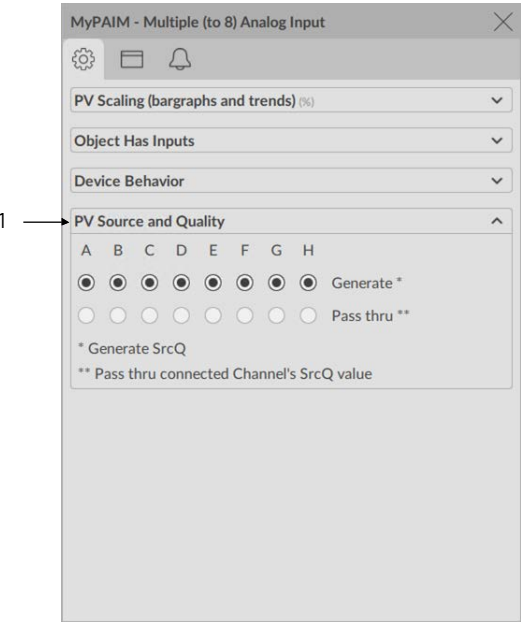 MyPAIM - Multiple (to 8) Analog Input
PV Scaling (bargraphs and trends) (%)
Object Has Inputs
Device Behavior
1
PV Source and Quality
A B C D E F G H
Generate *
Pass thru **
* Generate SrcQ
** Pass thru connected Channel's SrcQ value